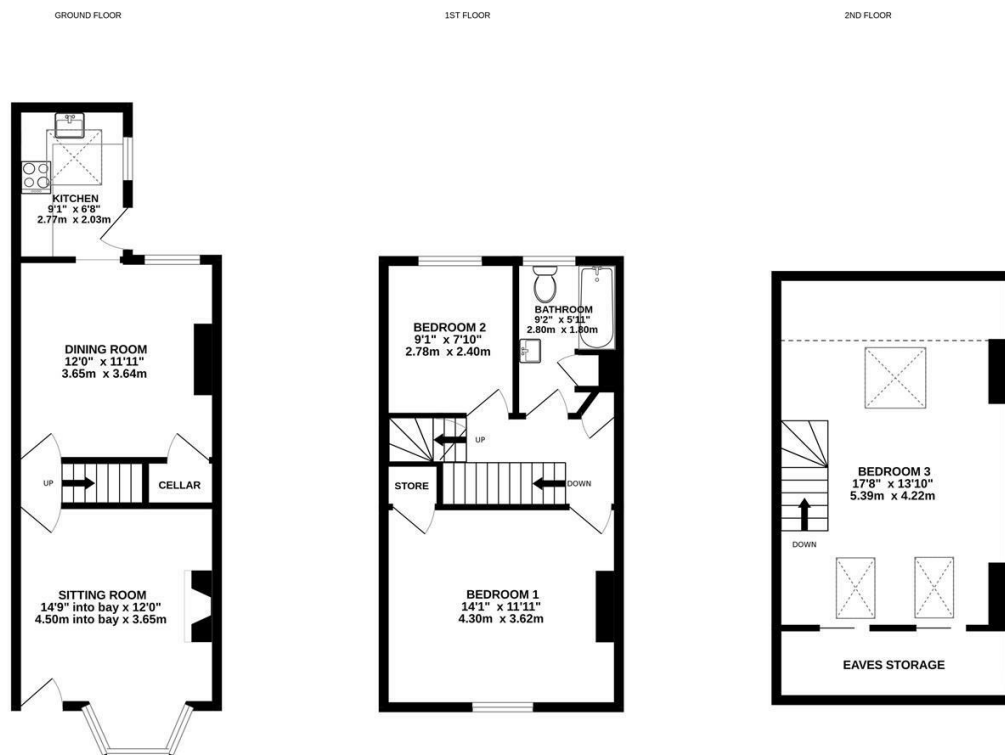 GROUND FLOOR
1ST FLOOR
2ND FLOOR
KITCHEN
9'1" x 6'8"
2.77m x 2.03m
DINING ROOM
12'0" x 11'11"
3.65m x 3.64m
UP
CELLAR
SITTING ROOM
14'9" into bay x 12'0"
4.50m into bay x 3.65m
BEDROOM 2
9'1" x 7'10"
2.78m x 2.40m
BATHROOM
9'2" x 5'11"
2.80m x 1.80m
UP
STORE
DOWN
BEDROOM 1
14'1" x 11'11"
4.30m x 3.62m
BEDROOM 3
17'8" x 13'10"
5.39m x 4.22m
DOWN
EAVES STORAGE